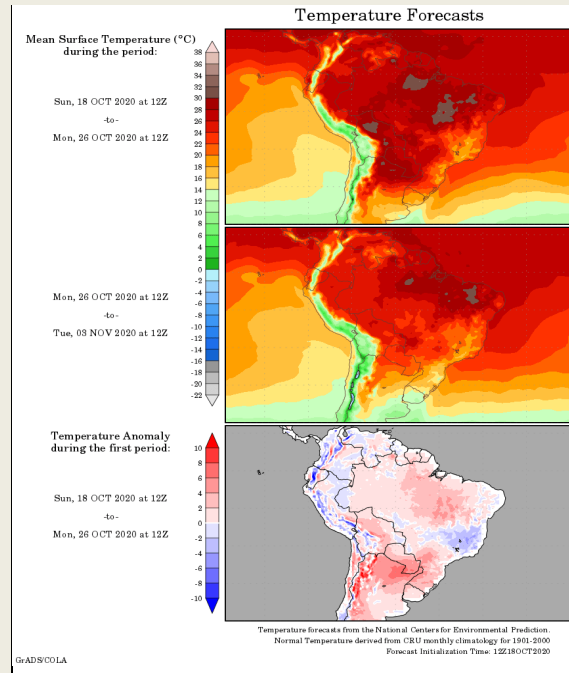 Temperature Forecasts
Mean Surface Temperature (°C)
during the period:
Sun, 18 OCT 2020 at 12Z
-to-
Mon, 26 OCT 2020 at 12Z
38
36
34
32
30
28
26
24
22
20
18
16
14
12
10
8
6
4
2
0
-2
-4
-6
-8
-10
-12
-14
-16
-18
-20
-22
Mon, 26 OCT 2020 at 12Z
-to-
Tue, 03 NOV 2020 at 12Z
Temperature Anomaly
during the first period:
Sun, 18 OCT 2020 at 12Z
-to-
Mon, 26 OCT 2020 at 12Z
10
8
6
4
2
0
-2
-4
-6
-8
-10
Temperature forecasts from the National Centers for Environmental Prediction.
Normal Temperature derived from CRU monthly climatology for 1901-2000
Forecast Initialization Time: 12Z18OCT2020
GrADS/COLA